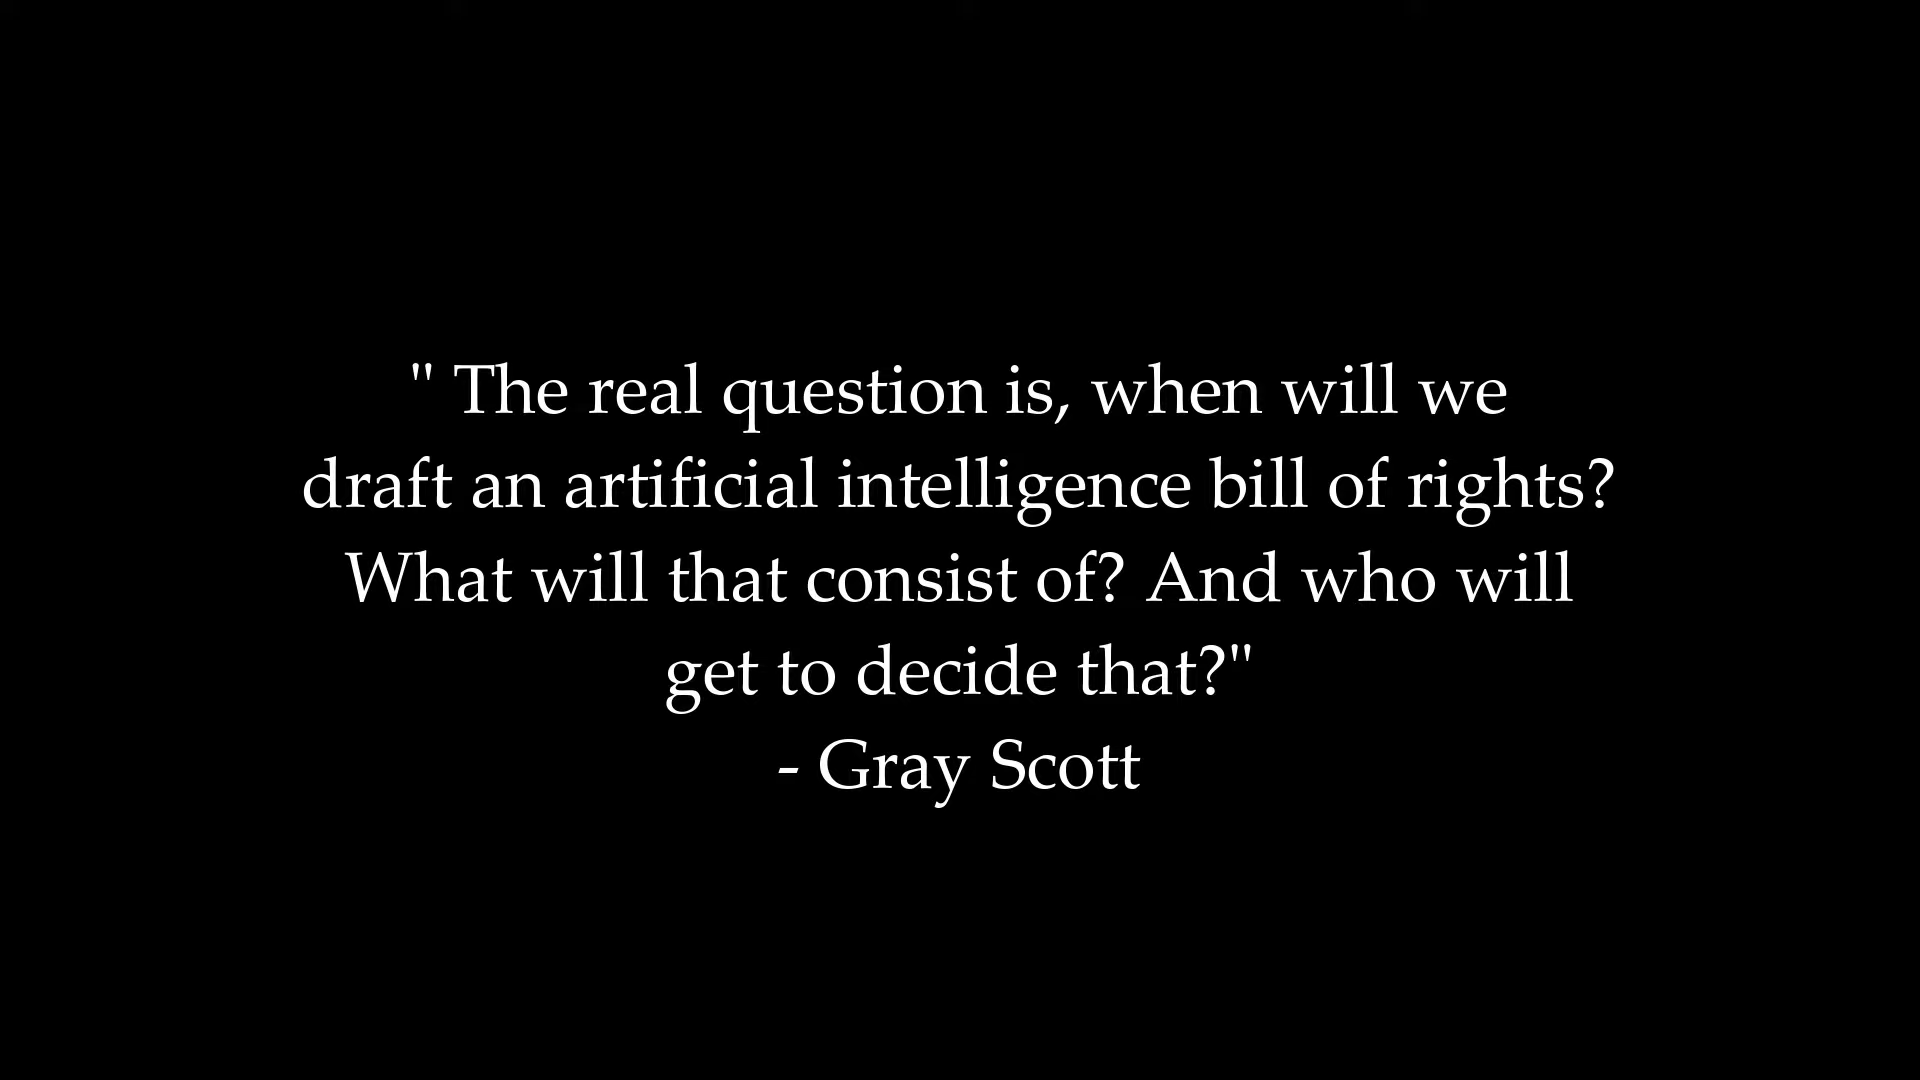 " The real question is, when will we
draft an artificial intelligence bill of rights?
What will that consist of? And who will
get to decide that?"
- Gray Scott